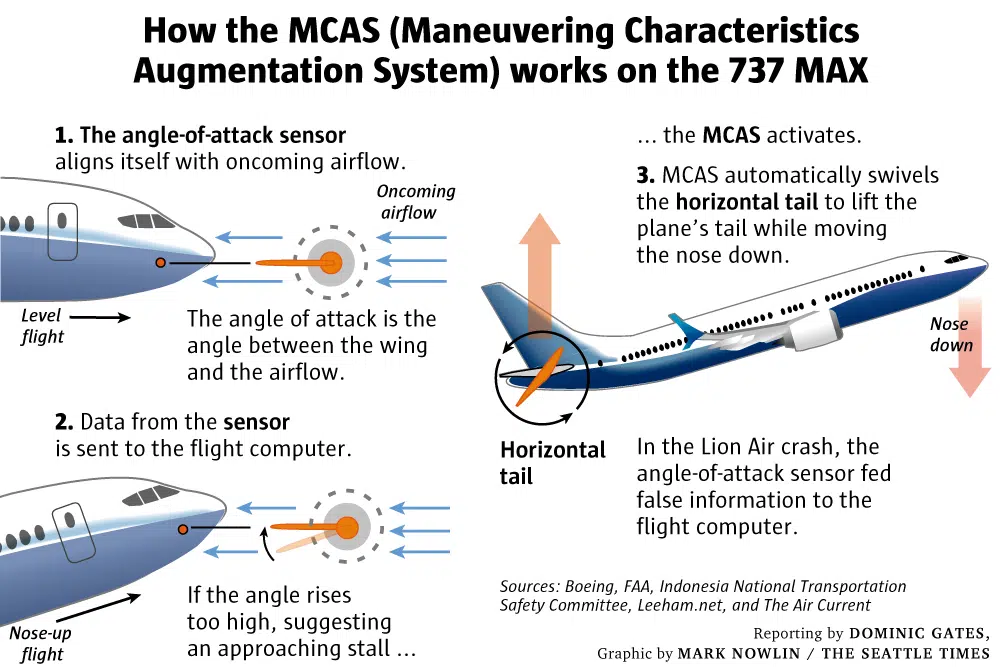 How the MCAS (Maneuvering Characteristics
Augmentation System) works on the 737 MAX
1. The angle-of-attack sensor
aligns itself with oncoming airflow.
Oncoming
airflow
Level
flight
The angle of attack is the
angle between the wing
and the airflow.
2. Data from the sensor
is sent to the flight computer.
Nose-up
flight
If the angle rises
too high, suggesting
an approaching stall ...
... the MCAS activates.
3. MCAS automatically swivels
the horizontal tail to lift the
plane’s tail while moving
the nose down.
Nose
down
Horizontal
tail
In the Lion Air crash, the
angle-of-attack sensor fed
false information to the
flight computer.
Sources: Boeing, FAA, Indonesia National Transportation
Safety Committee, Leeham.net, and The Air Current
Reporting by DOMINIC GATES,
Graphic by MARK NOWLIN / THE SEATTLE TIMES